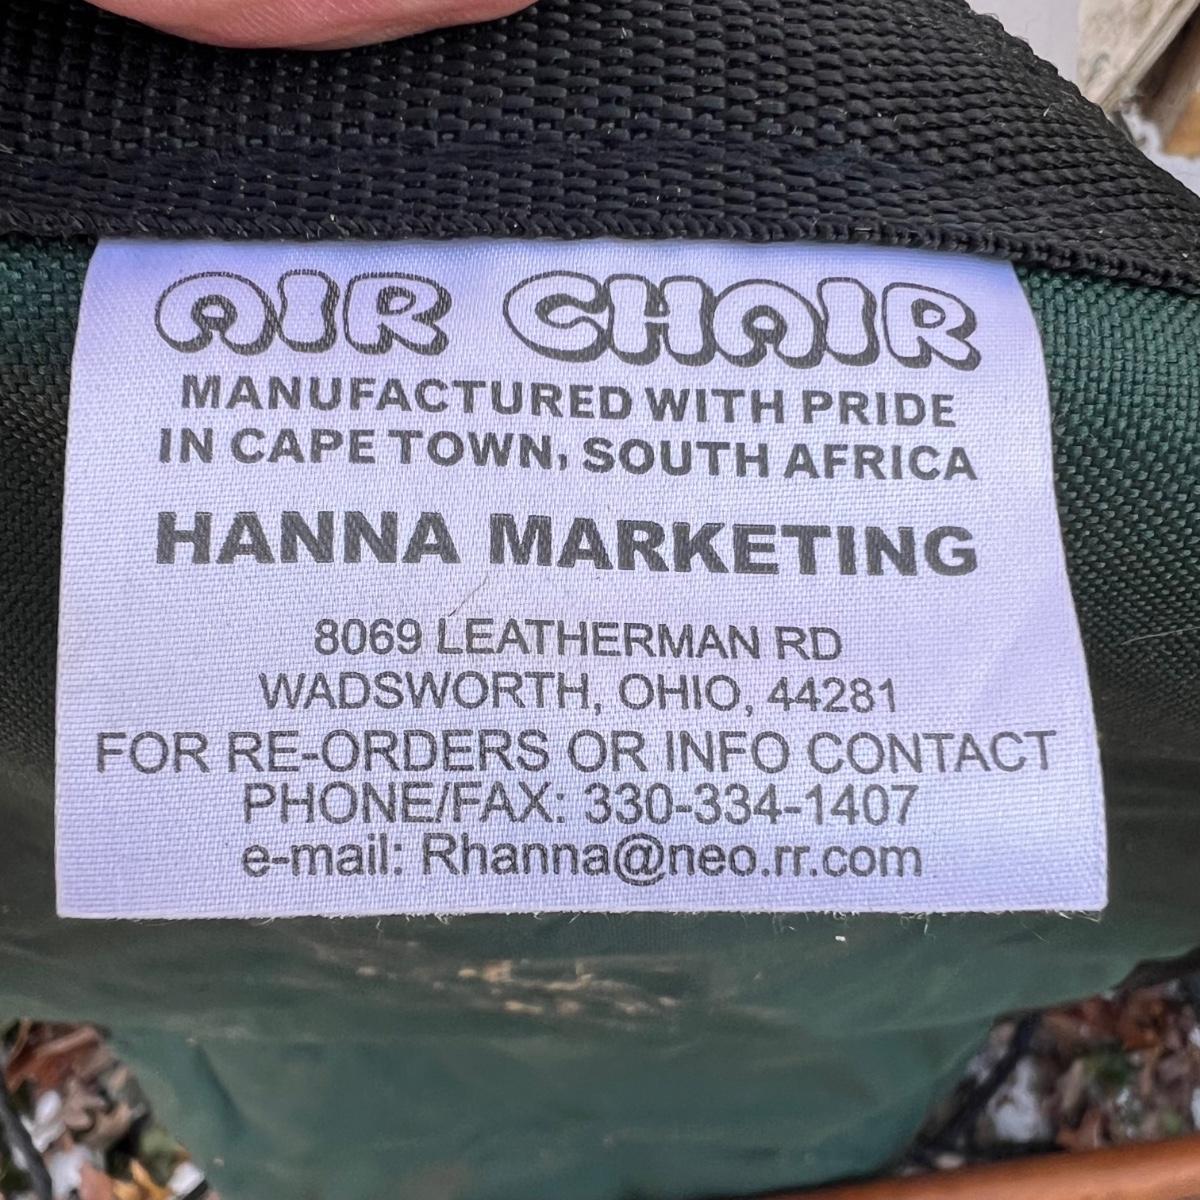 AIR CHAIR
MANUFACTURED WITH PRIDE
IN CAPE TOWN, SOUTH AFRICA
HANNA MARKETING
8069 LEATHERMAN RD
WADSWORTH, OHIO, 44281
FOR RE-ORDERS OR INFO CONTACT
PHONE/FAX: 330-334-1407
e-mail: Rhanna@neo.rr.com